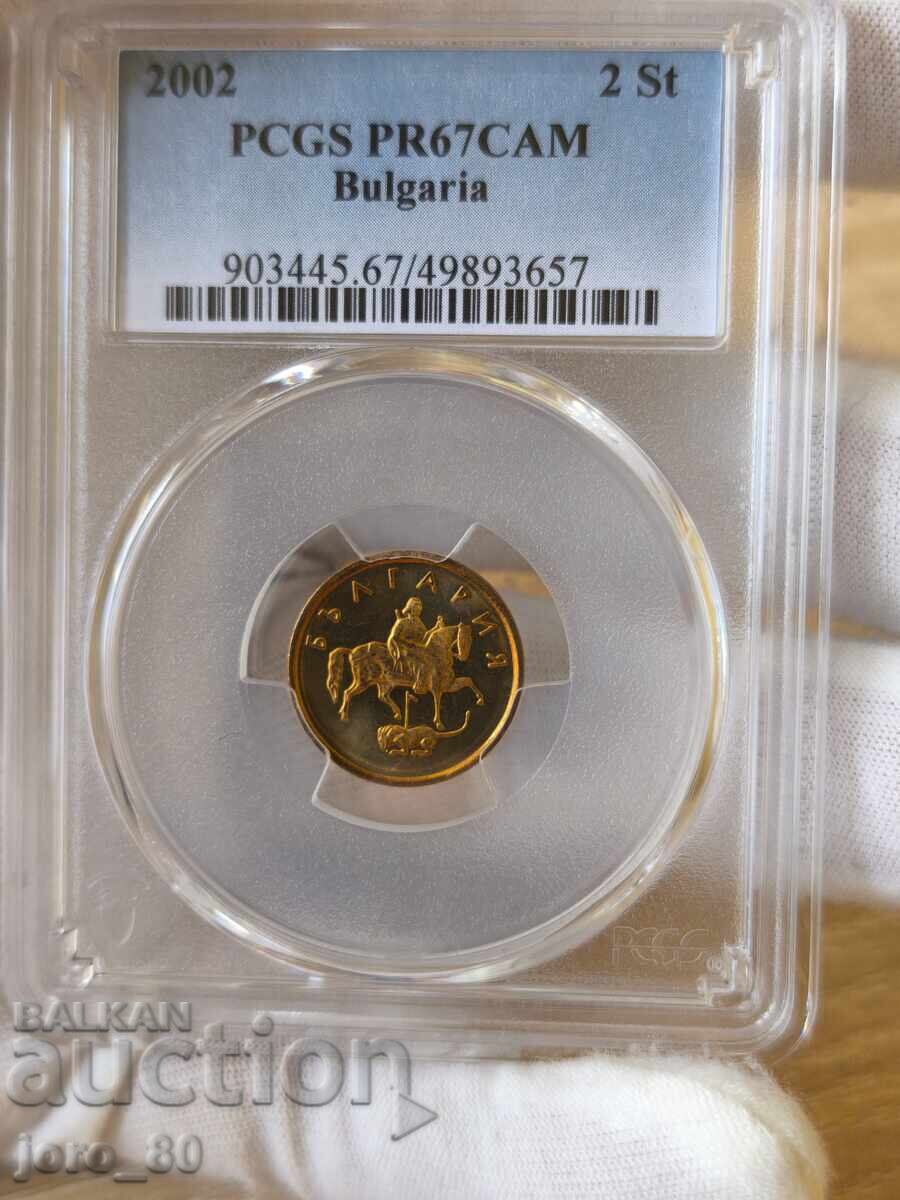 2002 2 St
PCGS PR67CAM
Bulgaria
903445.67/49893657
БЪЛГАРИЯ
PCGS
BALKAN
auction
joro_80